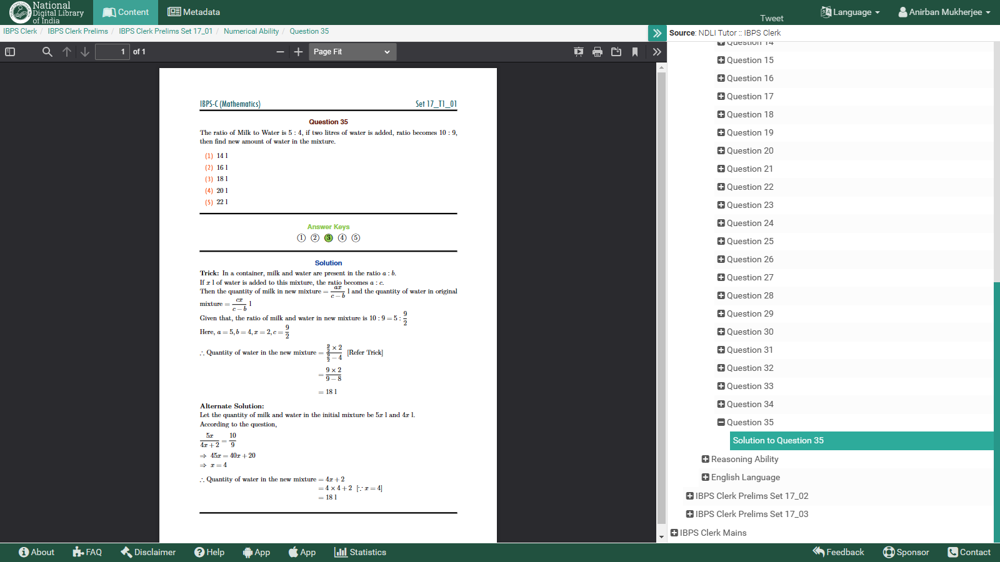 National
Digital Library
of India
Content
Metadata
Tweet
Language
Anirban Mukherjee
IBPS Clerk / IBPS Clerk Prelims / IBPS Clerk Prelims Set 17_01 / Numerical Ability / Question 35
Source: NDLI Tutor :: IBPS Clerk
1 of 1
Page Fit
IBPS-C (Mathematics)
Set 17_T1_01
Question 35
The ratio of Milk to Water is 5 : 4, if two litres of water is added, ratio becomes 10 : 9,
then find new amount of water in the mixture.
(1) 14 l
(2) 16 l
(3) 18 l
(4) 20 l
(5) 22 l
Answer Keys
1 2 3 4 5
Solution
Trick: In a container, milk and water are present in the ratio a : b.
If x l of water is added to this mixture, the ratio becomes a : c.
Then the quantity of milk in new mixture = ax/(c − b) l and the quantity of water in original
mixture = cx/(c − b) l
Given that, the ratio of milk and water in new mixture is 10 : 9 = 5 : 9/2
Here, a = 5, b = 4, x = 2, c = 9/2
∴ Quantity of water in the new mixture = (9/2 × 2)/(9/2 − 4) [Refer Trick]
= (9 × 2)/(9 − 8)
= 18 l
Alternate Solution:
Let the quantity of milk and water in the initial mixture be 5x l and 4x l.
According to the question,
5x/(4x + 2) = 10/9
⇒ 45x = 40x + 20
⇒ x = 4
∴ Quantity of water in the new mixture = 4x + 2
= 4 × 4 + 2 [∵ x = 4]
= 18 l
Question 14
Question 15
Question 16
Question 17
Question 18
Question 19
Question 20
Question 21
Question 22
Question 23
Question 24
Question 25
Question 26
Question 27
Question 28
Question 29
Question 30
Question 31
Question 32
Question 33
Question 34
Question 35
Solution to Question 35
Reasoning Ability
English Language
IBPS Clerk Prelims Set 17_02
IBPS Clerk Prelims Set 17_03
IBPS Clerk Mains
About
FAQ
Disclaimer
Help
App
App
Statistics
Feedback
Sponsor
Contact